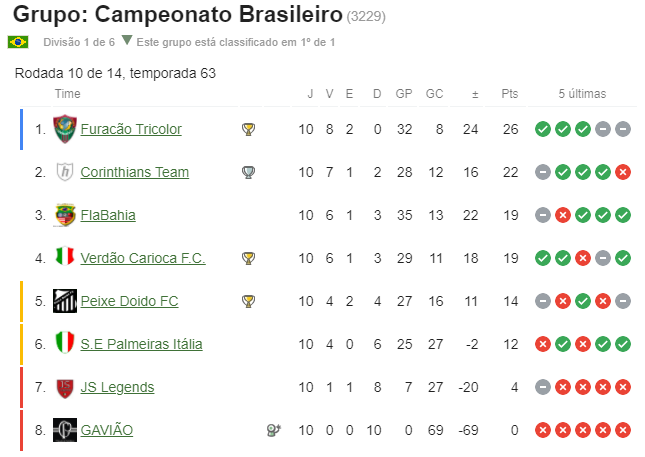 Grupo: Campeonato Brasileiro (3229)
Divisão 1 de 6 Este grupo está classificado em 1º de 1
Rodada 10 de 14, temporada 63
Time J V E D GP GC ± Pts 5 últimas
1. Furacão Tricolor 10 8 2 0 32 8 24 26
2. Corinthians Team 10 7 1 2 28 12 16 22
3. FlaBahia 10 6 1 3 35 13 22 19
4. Verdão Carioca F.C. 10 6 1 3 29 11 18 19
5. Peixe Doido FC 10 4 2 4 27 16 11 14
6. S.E Palmeiras Itália 10 4 0 6 25 27 -2 12
7. JS Legends 10 1 1 8 7 27 -20 4
8. GAVIÃO 10 0 0 10 0 69 -69 0